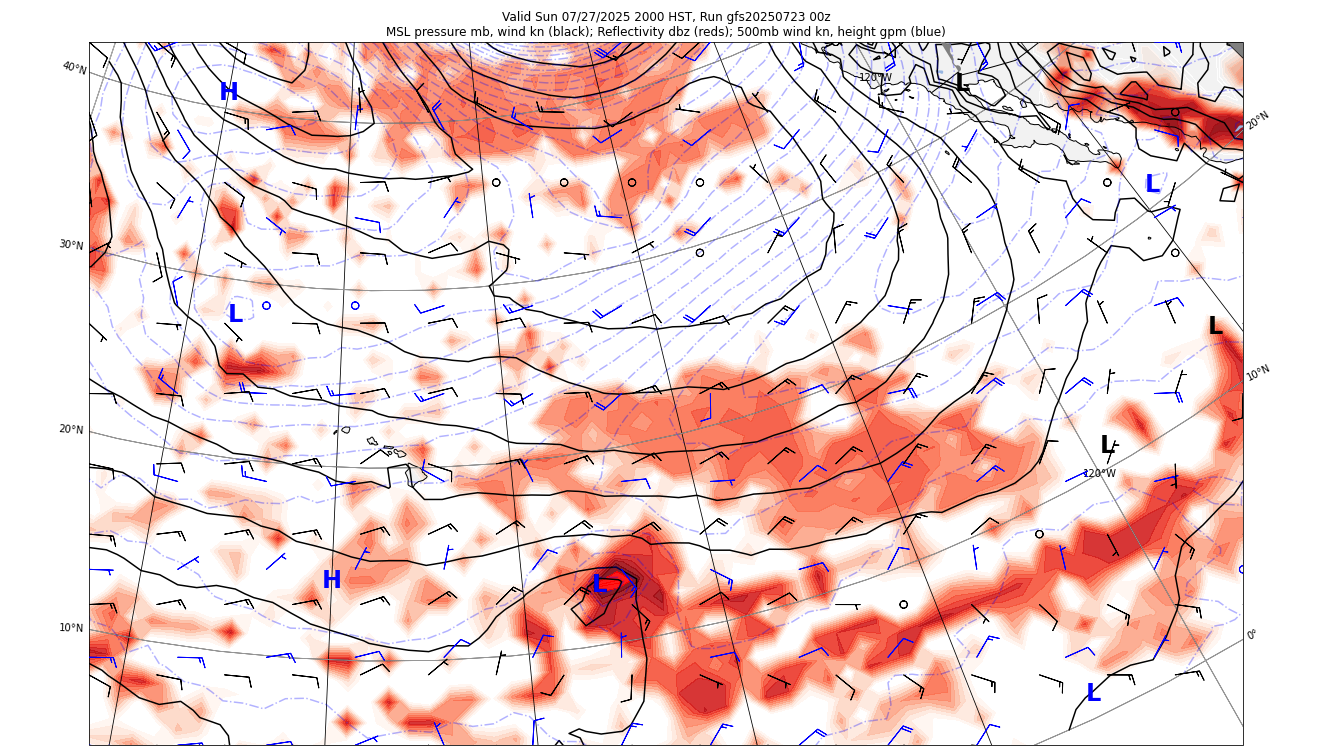 Valid Sun 07/27/2025 2000 HST, Run gfs20250723 00z
MSL pressure mb, wind kn (black); Reflectivity dbz (reds); 500mb wind kn, height gpm (blue)
40°N
120°W
L
H
20°N
L
30°N
L
L
10°N
20°N
L
120°W
H
L
10°N
0°
L